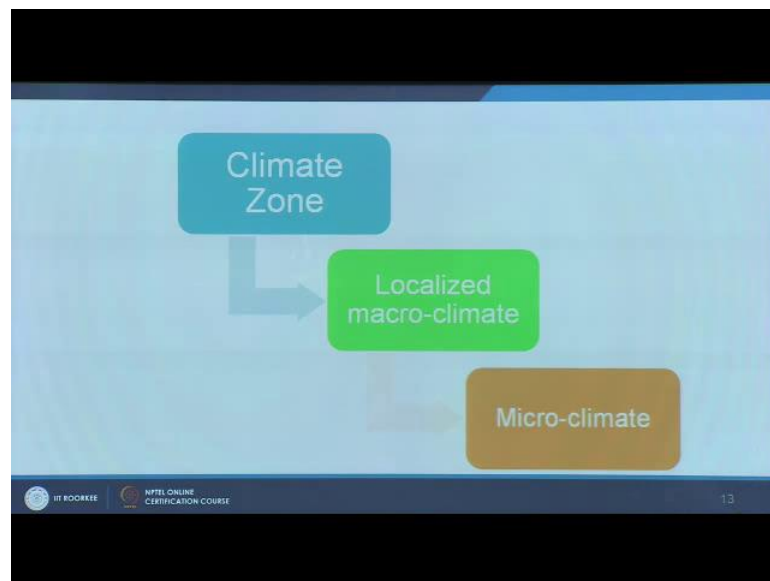 Climate
Zone
Localized
macro-climate
Micro-climate
IIT ROORKEE
NPTEL ONLINE
CERTIFICATION COURSE
13